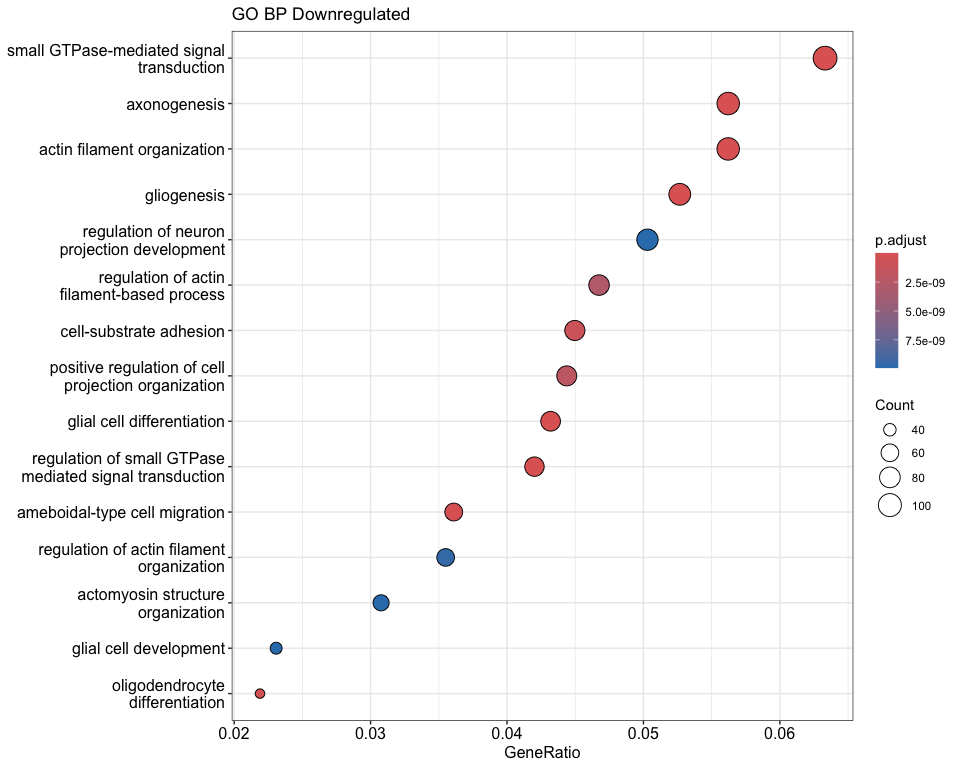 GO BP Downregulated
small GTPase-mediated signal
transduction
axonogenesis
actin filament organization
gliogenesis
regulation of neuron
projection development
regulation of actin
filament-based process
cell-substrate adhesion
positive regulation of cell
projection organization
glial cell differentiation
regulation of small GTPase
mediated signal transduction
ameboidal-type cell migration
regulation of actin filament
organization
actomyosin structure
organization
glial cell development
oligodendrocyte
differentiation
0.02
0.03
0.04
0.05
0.06
GeneRatio
p.adjust
2.5e-09
5.0e-09
7.5e-09
Count
40
60
80
100